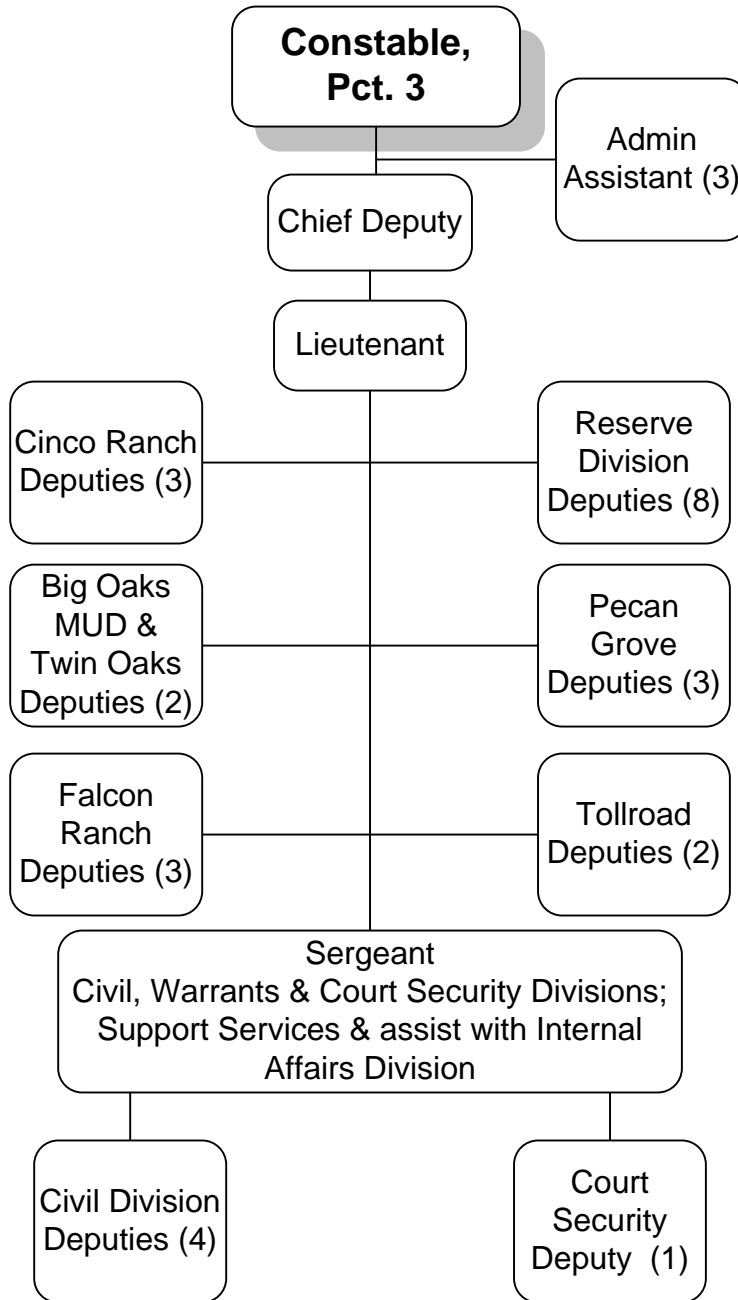 Constable,
Pct. 3
Admin
Assistant (3)
Chief Deputy
Lieutenant
Cinco Ranch
Deputies (3)
Reserve
Division
Deputies (8)
Big Oaks
MUD &
Twin Oaks
Deputies (2)
Pecan
Grove
Deputies (3)
Falcon
Ranch
Deputies (3)
Tollroad
Deputies (2)
Sergeant
Civil, Warrants & Court Security Divisions;
Support Services & assist with Internal
Affairs Division
Civil Division
Deputies (4)
Court
Security
Deputy (1)